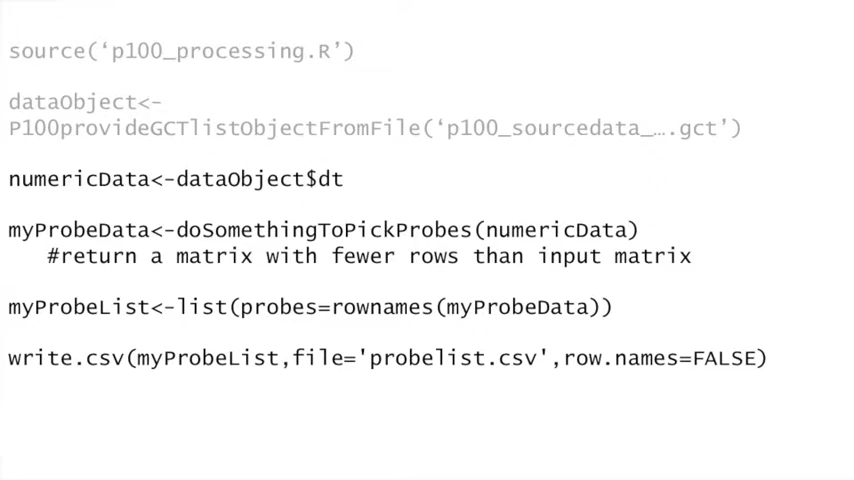 source(‘p100_processing.R’)
dataObject<-
P100provideGCTlistObjectFromFile(‘p100_sourcedata_….gct’)
numericData<-dataObject$dt
myProbeData<-doSomethingToPickProbes(numericData)
#return a matrix with fewer rows than input matrix
myProbeList<-list(probes=rownames(myProbeData))
write.csv(myProbeList,file='probelist.csv',row.names=FALSE)